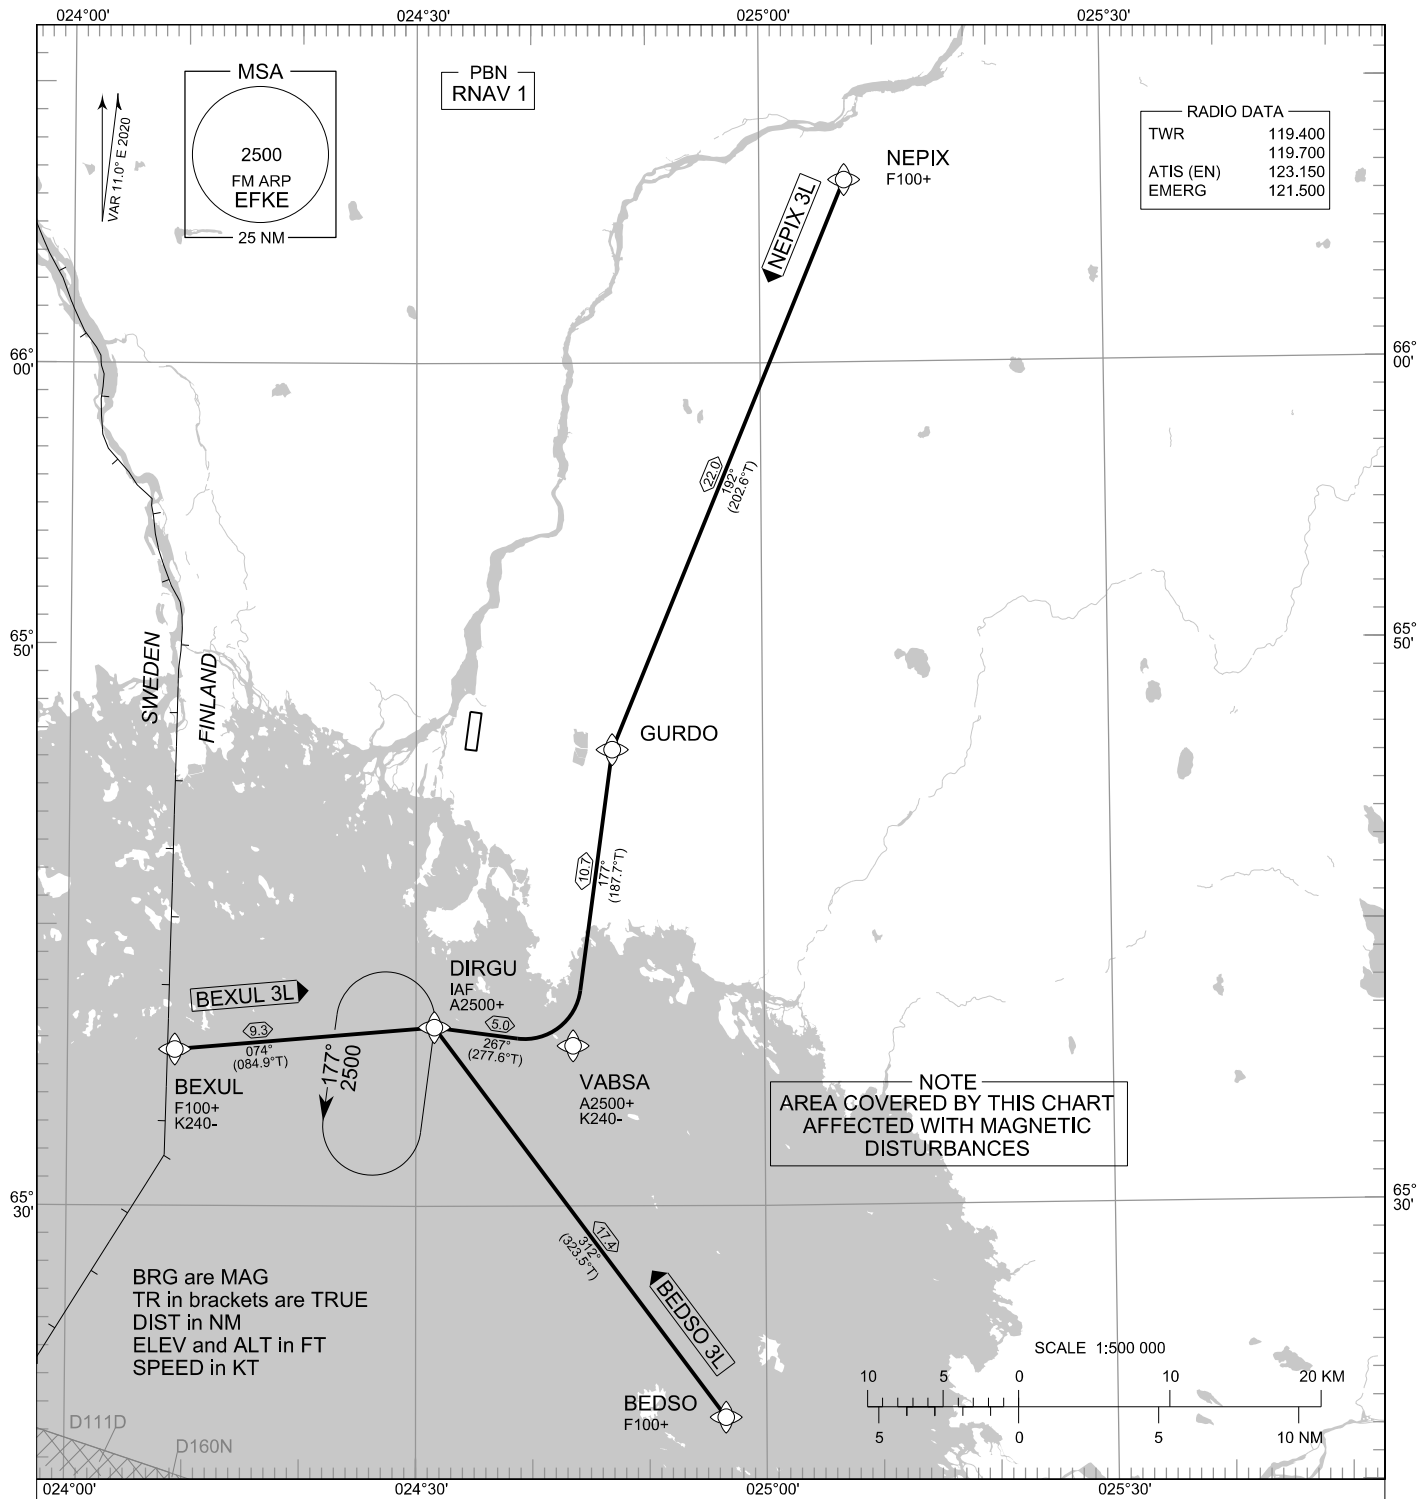 024°00'
024°30'
025°00'
025°30'
MSA
2500
FM ARP
EFKE
25 NM
VAR 11.0° E 2020
PBN
RNAV 1
RADIO DATA
TWR 119.400
119.700
ATIS (EN) 123.150
EMERG 121.500
NEPIX
F100+
NEPIX 3L
66°
00'
66°
00'
22.0
192°
(202.6°T)
65°
50'
65°
50'
SWEDEN
FINLAND
GURDO
10.7
177°
(187.7°T)
DIRGU
IAF
A2500+
BEXUL 3L
9.3
074°
(084.9°T)
5.0
267°
(277.6°T)
177°
2500
BEXUL
F100+
K240-
VABSA
A2500+
K240-
NOTE
AREA COVERED BY THIS CHART
AFFECTED WITH MAGNETIC
DISTURBANCES
65°
30'
65°
30'
17.4
312°
(323.5°T)
BEDSO 3L
BRG are MAG
TR in brackets are TRUE
DIST in NM
ELEV and ALT in FT
SPEED in KT
BEDSO
F100+
SCALE 1:500 000
10 5 0 10 20 KM
5 0 5 10 NM
D111D
D160N
024°00'
024°30'
025°00'
025°30'